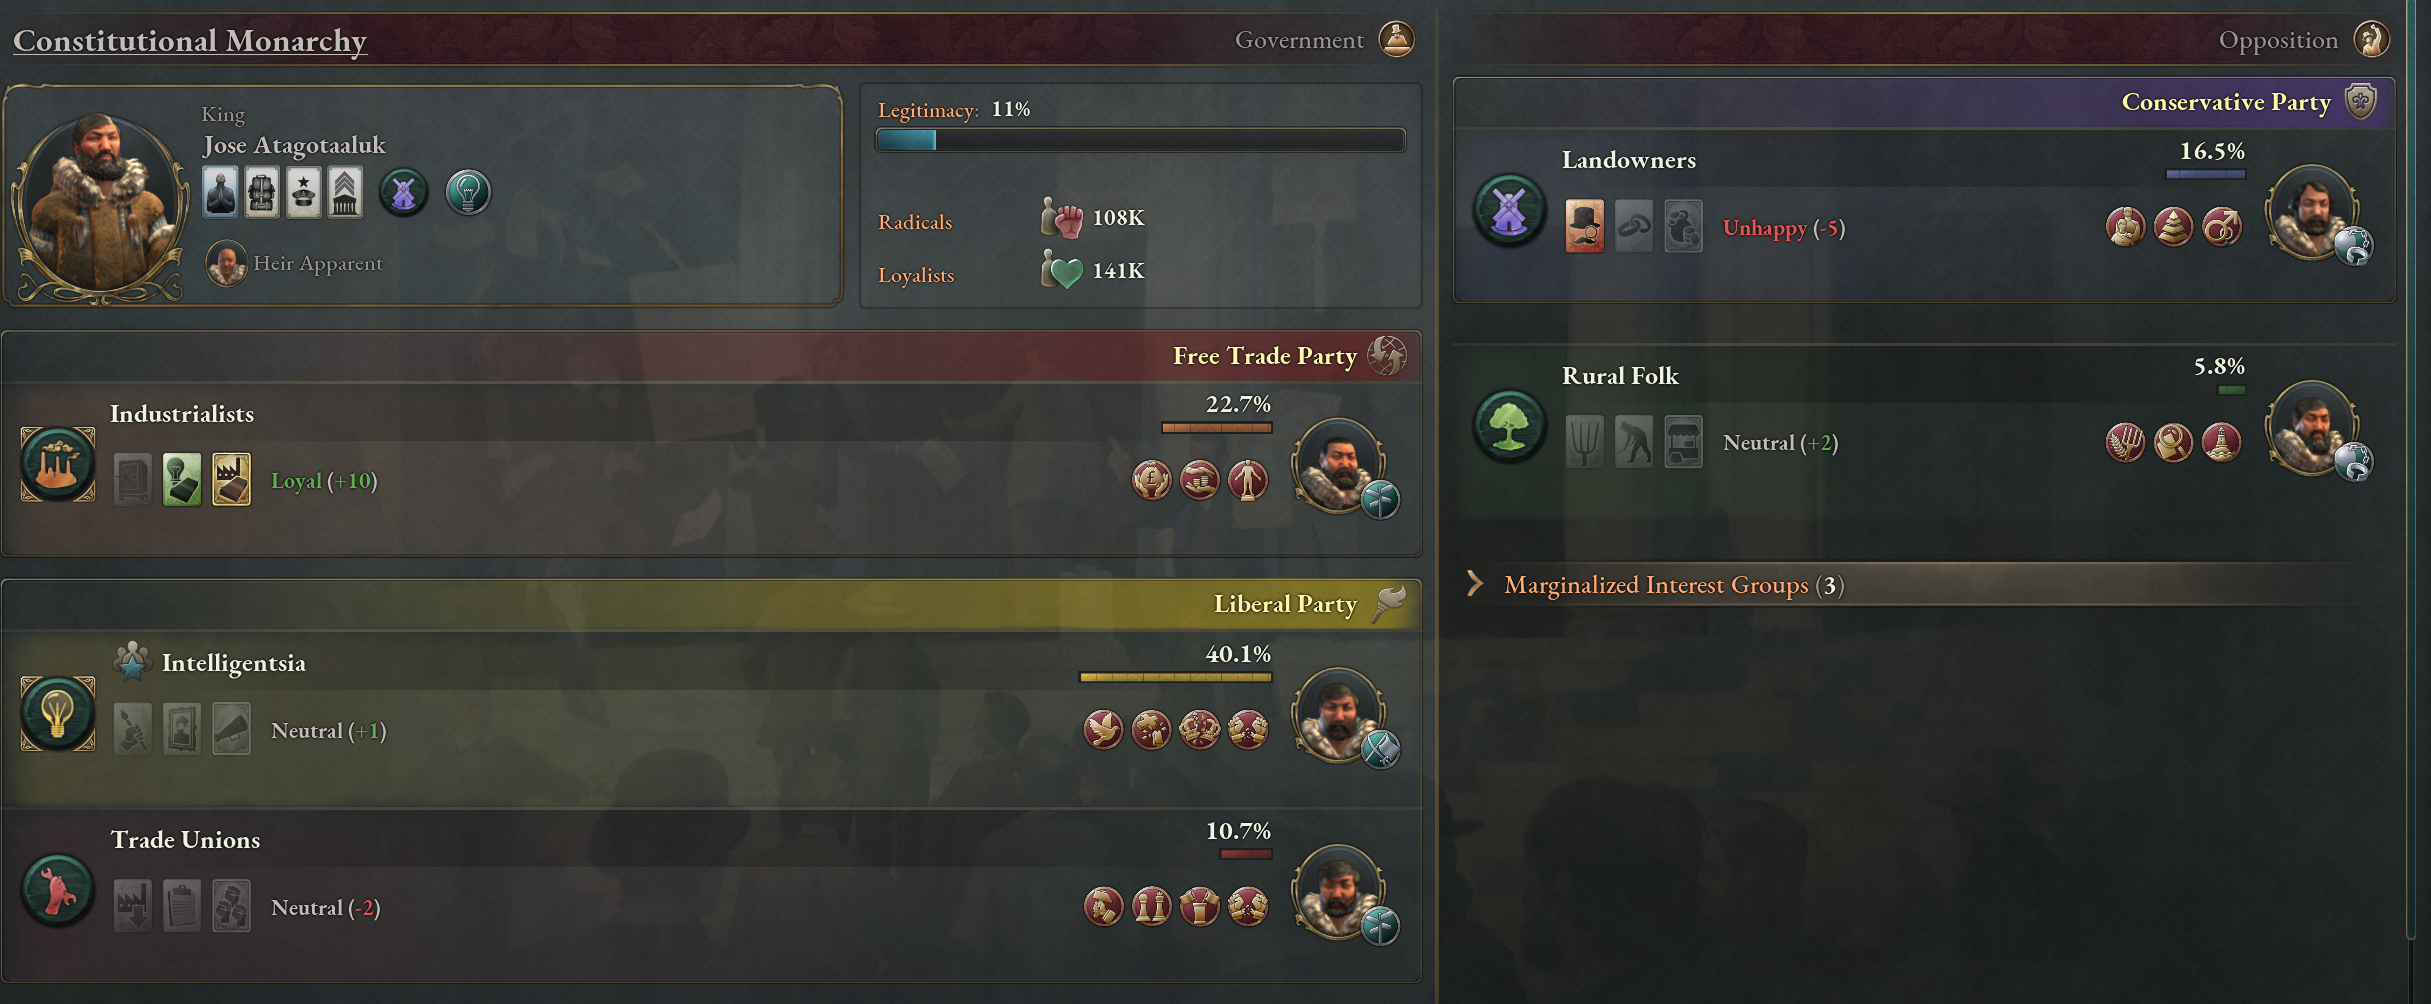 Constitutional Monarchy
Government
King
Jose Atagotaaluk
Heir Apparent
Legitimacy: 11%
Radicals 108K
Loyalists 141K
Free Trade Party
Industrialists
22.7%
Loyal (+10)
Liberal Party
Intelligentsia
40.1%
Neutral (+1)
Trade Unions
10.7%
Neutral (-2)
Opposition
Conservative Party
Landowners
16.5%
Unhappy (-5)
Rural Folk
5.8%
Neutral (+2)
Marginalized Interest Groups (3)